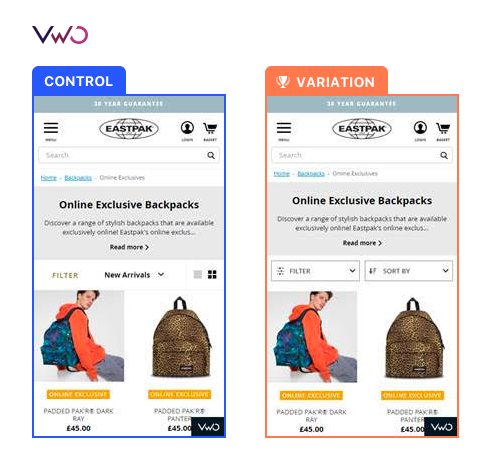 VWO
CONTROL
30 YEAR GUARANTEE
MENU
EASTPAK
LOGIN
BASKET
Search
Home - Backpacks - Online Exclusives
Online Exclusive Backpacks
Discover a range of stylish backpacks that are available
exclusively online! Eastpak's online exclus...
Read more >
FILTER
New Arrivals
ONLINE EXCLUSIVE
ONLINE EXCLUSIVE
PADDED PAK'R® DARK
RAY
£45.00
PADDED PAK'R®
PANTER
£45.00
VWO
VARIATION
30 YEAR GUARANTEE
MENU
EASTPAK
LOGIN
BASKET
Search
Home - Backpacks - Online Exclusives
Online Exclusive Backpacks
Discover a range of stylish backpacks that are available
exclusively online! Eastpak's online exclus...
Read more >
FILTER
SORT BY
ONLINE EXCLUSIVE
ONLINE EXCLUSIVE
PADDED PAK'R® DARK
RAY
£45.00
PADDED PAK'R®
PANTER
£45.00
VWO